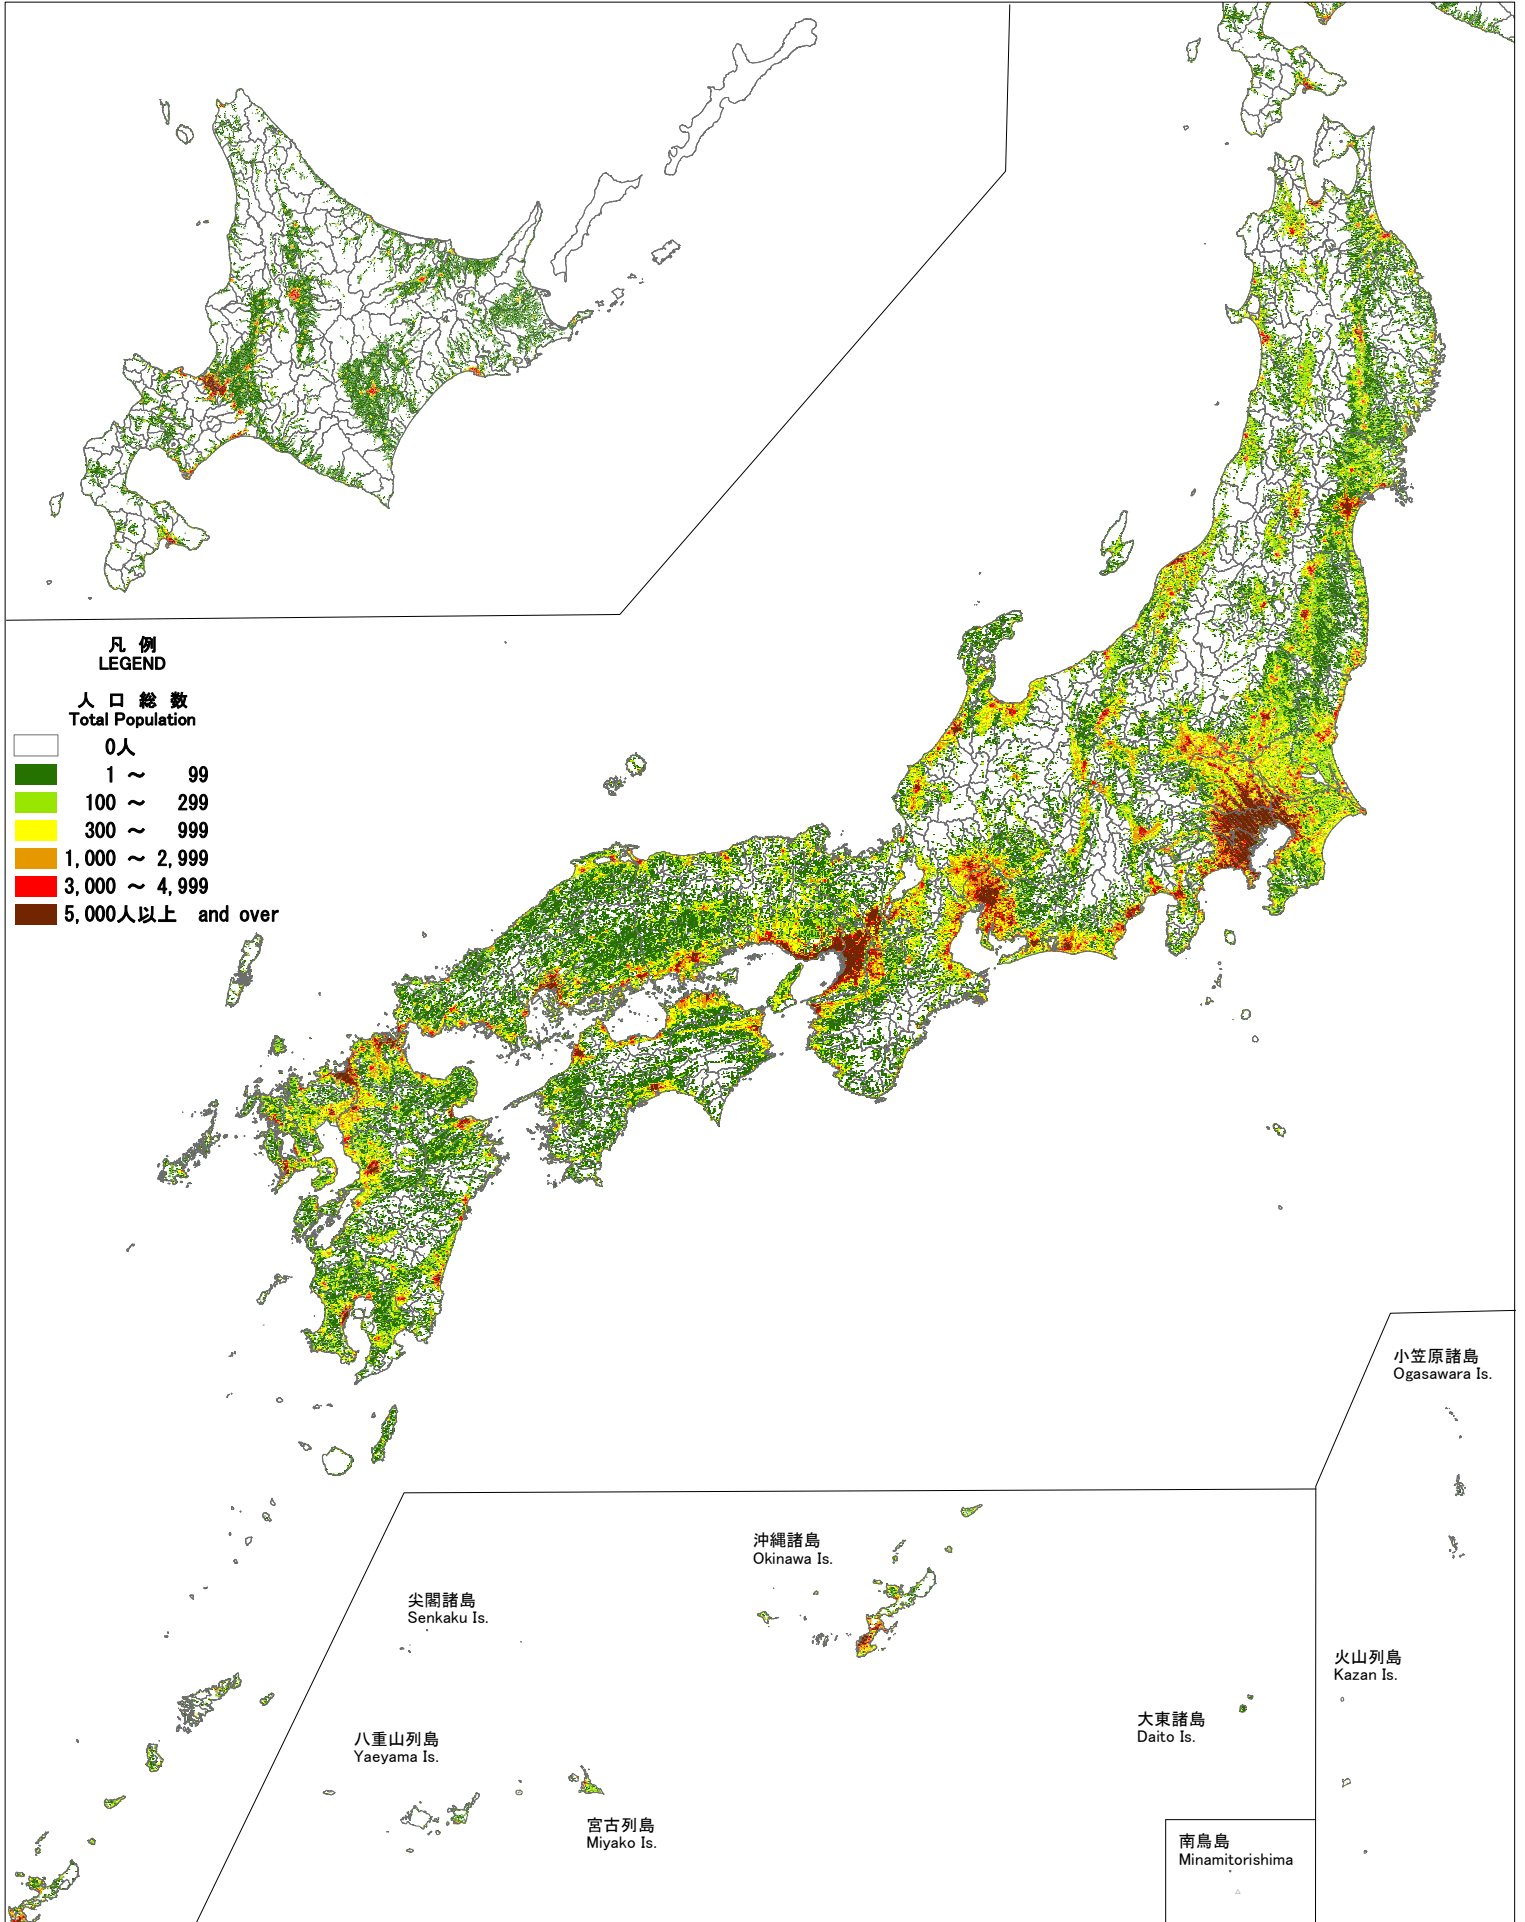 凡 例
LEGEND
人 口 総 数
Total Population
0人
1 ～ 99
100 ～ 299
300 ～ 999
1,000 ～ 2,999
3,000 ～ 4,999
5,000人以上 and over
小笠原諸島
Ogasawara Is.
沖縄諸島
Okinawa Is.
尖閣諸島
Senkaku Is.
火山列島
Kazan Is.
大東諸島
Daito Is.
八重山列島
Yaeyama Is.
宮古列島
Miyako Is.
南鳥島
Minamitorishima